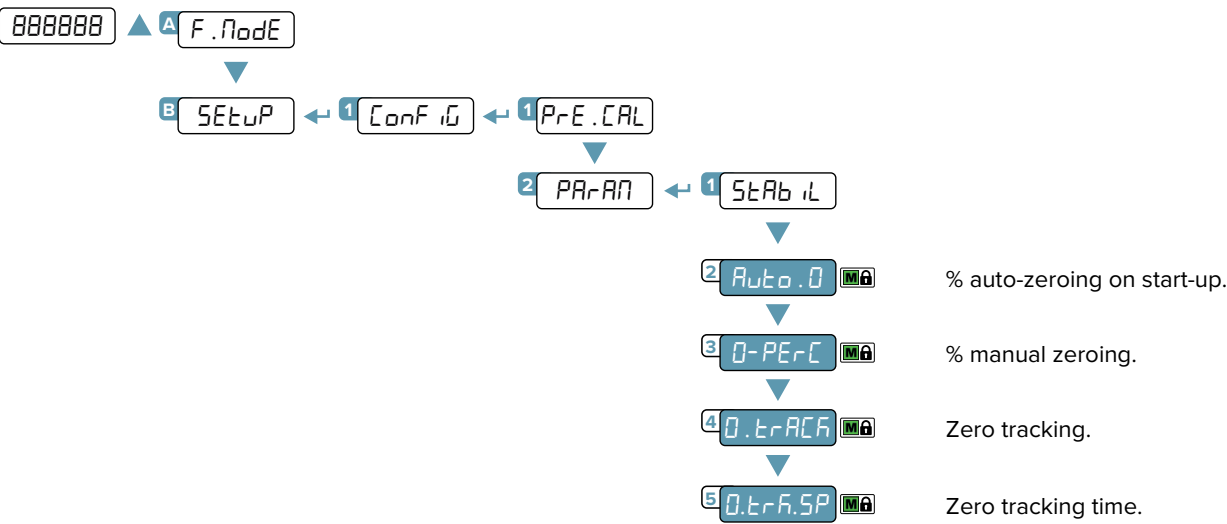 888888 A F.ModE
B SEtuP 1 ConFiG 1 PrE.CAL
2 PArAM 1 StAbiL
2 Auto.0 M % auto-zeroing on start-up.
3 0-PErC M % manual zeroing.
4 0.trACK M Zero tracking.
5 0.trK.SP M Zero tracking time.